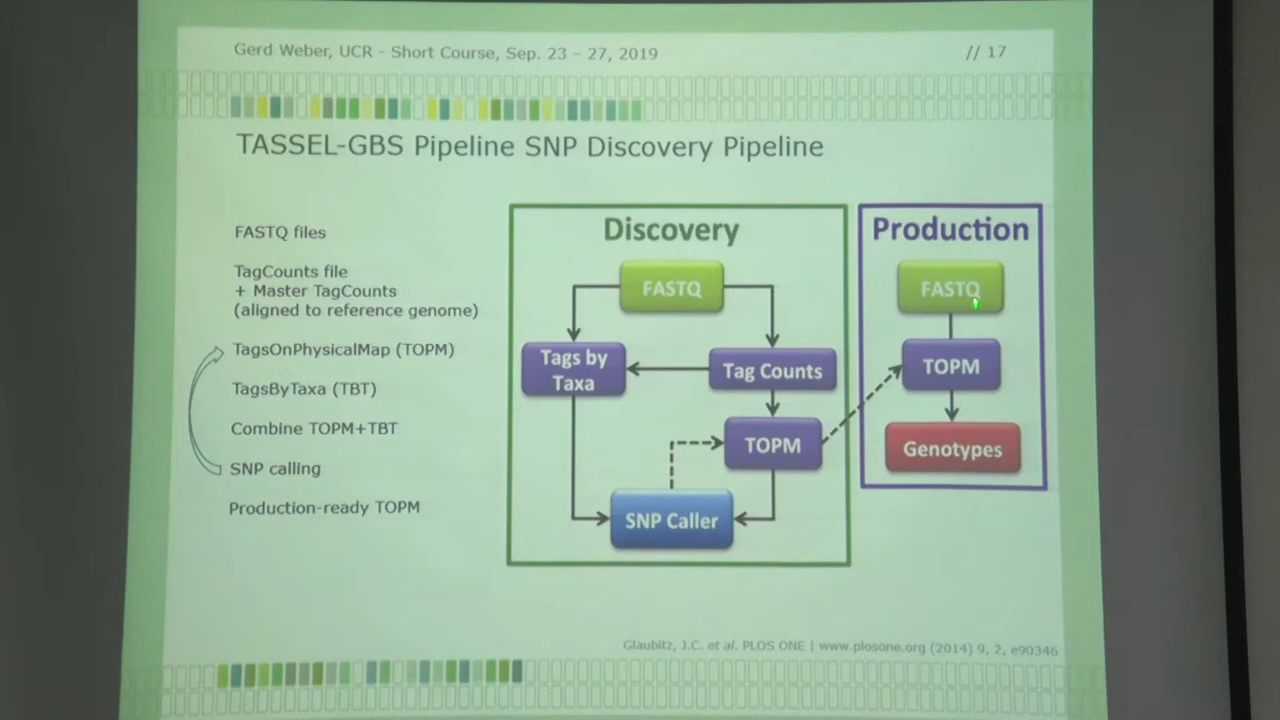 Gerd Weber, UCR - Short Course, Sep. 23 – 27, 2019
// 17
TASSEL-GBS Pipeline SNP Discovery Pipeline
FASTQ files
TagCounts file
+ Master TagCounts
(aligned to reference genome)
TagsOnPhysicalMap (TOPM)
TagsByTaxa (TBT)
Combine TOPM+TBT
SNP calling
Production-ready TOPM
Discovery
FASTQ
Tags by
Taxa
Tag Counts
TOPM
SNP Caller
Production
FASTQ
TOPM
Genotypes
Glaubitz, J.C. et al. PLOS ONE | www.plosone.org (2014) 9, 2, e90346